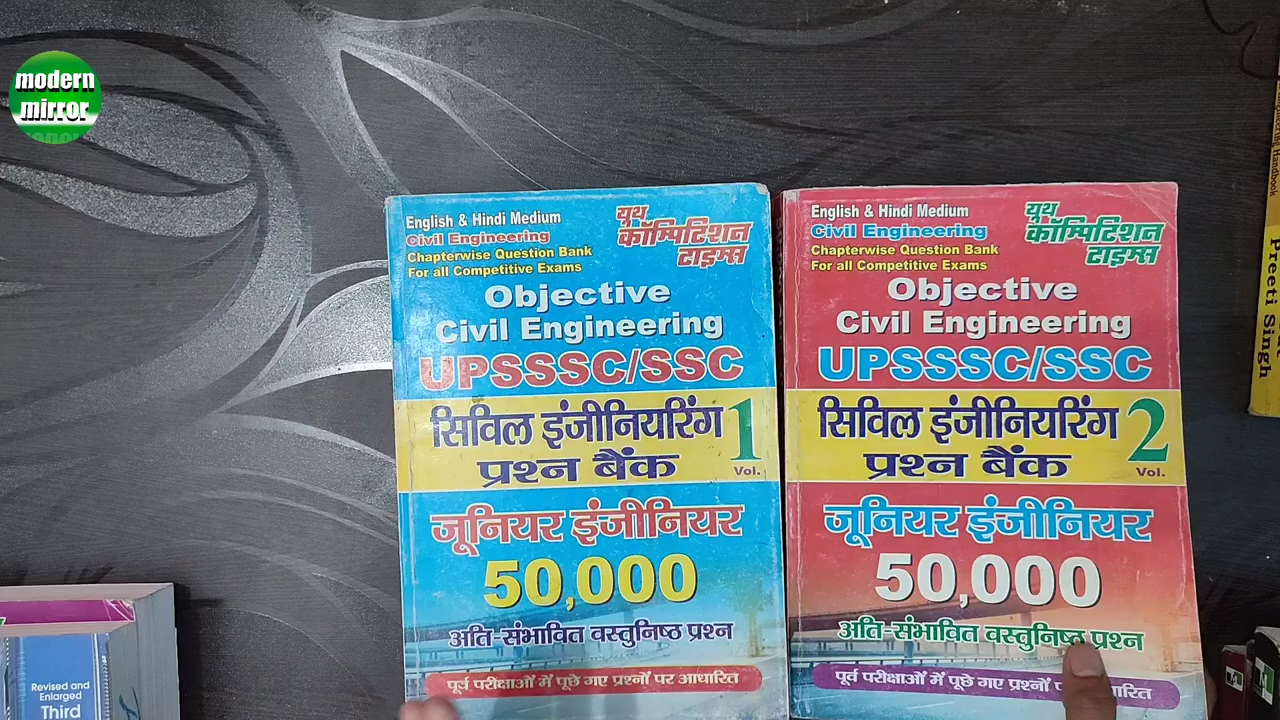 modern
mirror
English & Hindi Medium
Civil Engineering
Chapterwise Question Bank
For all Competitive Exams
यूथ
कॉम्पिटिशन
टाइम्स
Objective
Civil Engineering
UPSSSC/SSC
सिविल इंजीनियरिंग
प्रश्न बैंक
1
Vol.
जूनियर इंजीनियर
50,000
अति-संभावित वस्तुनिष्ठ प्रश्न
पूर्व परीक्षाओं में पूछे गए प्रश्नों पर आधारित
English & Hindi Medium
Civil Engineering
Chapterwise Question Bank
For all Competitive Exams
यूथ
कॉम्पिटिशन
टाइम्स
Objective
Civil Engineering
UPSSSC/SSC
सिविल इंजीनियरिंग
प्रश्न बैंक
2
Vol.
जूनियर इंजीनियर
50,000
अति-संभावित वस्तुनिष्ठ प्रश्न
पूर्व परीक्षाओं में पूछे गए प्रश्नों
Handbook
Preeti Singh
Revised and
Enlarged
Third
M